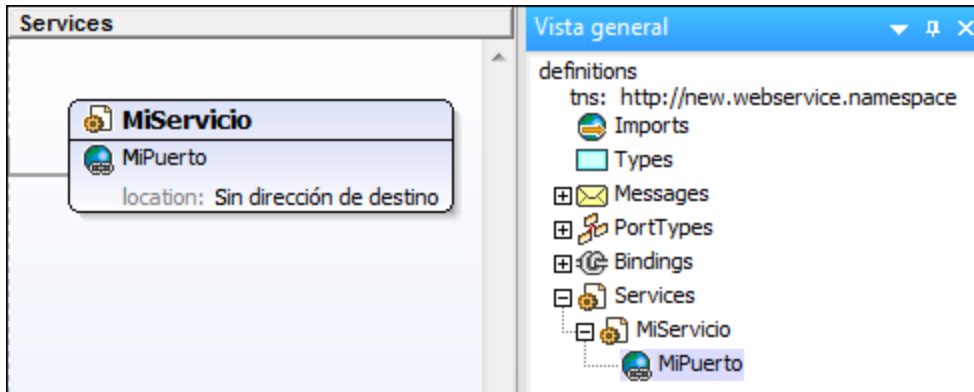 Services
MiServicio
MiPuerto
location: Sin dirección de destino
Vista general
definitions
tns: http://new.webservice.namespace
Imports
Types
Messages
PortTypes
Bindings
Services
MiServicio
MiPuerto